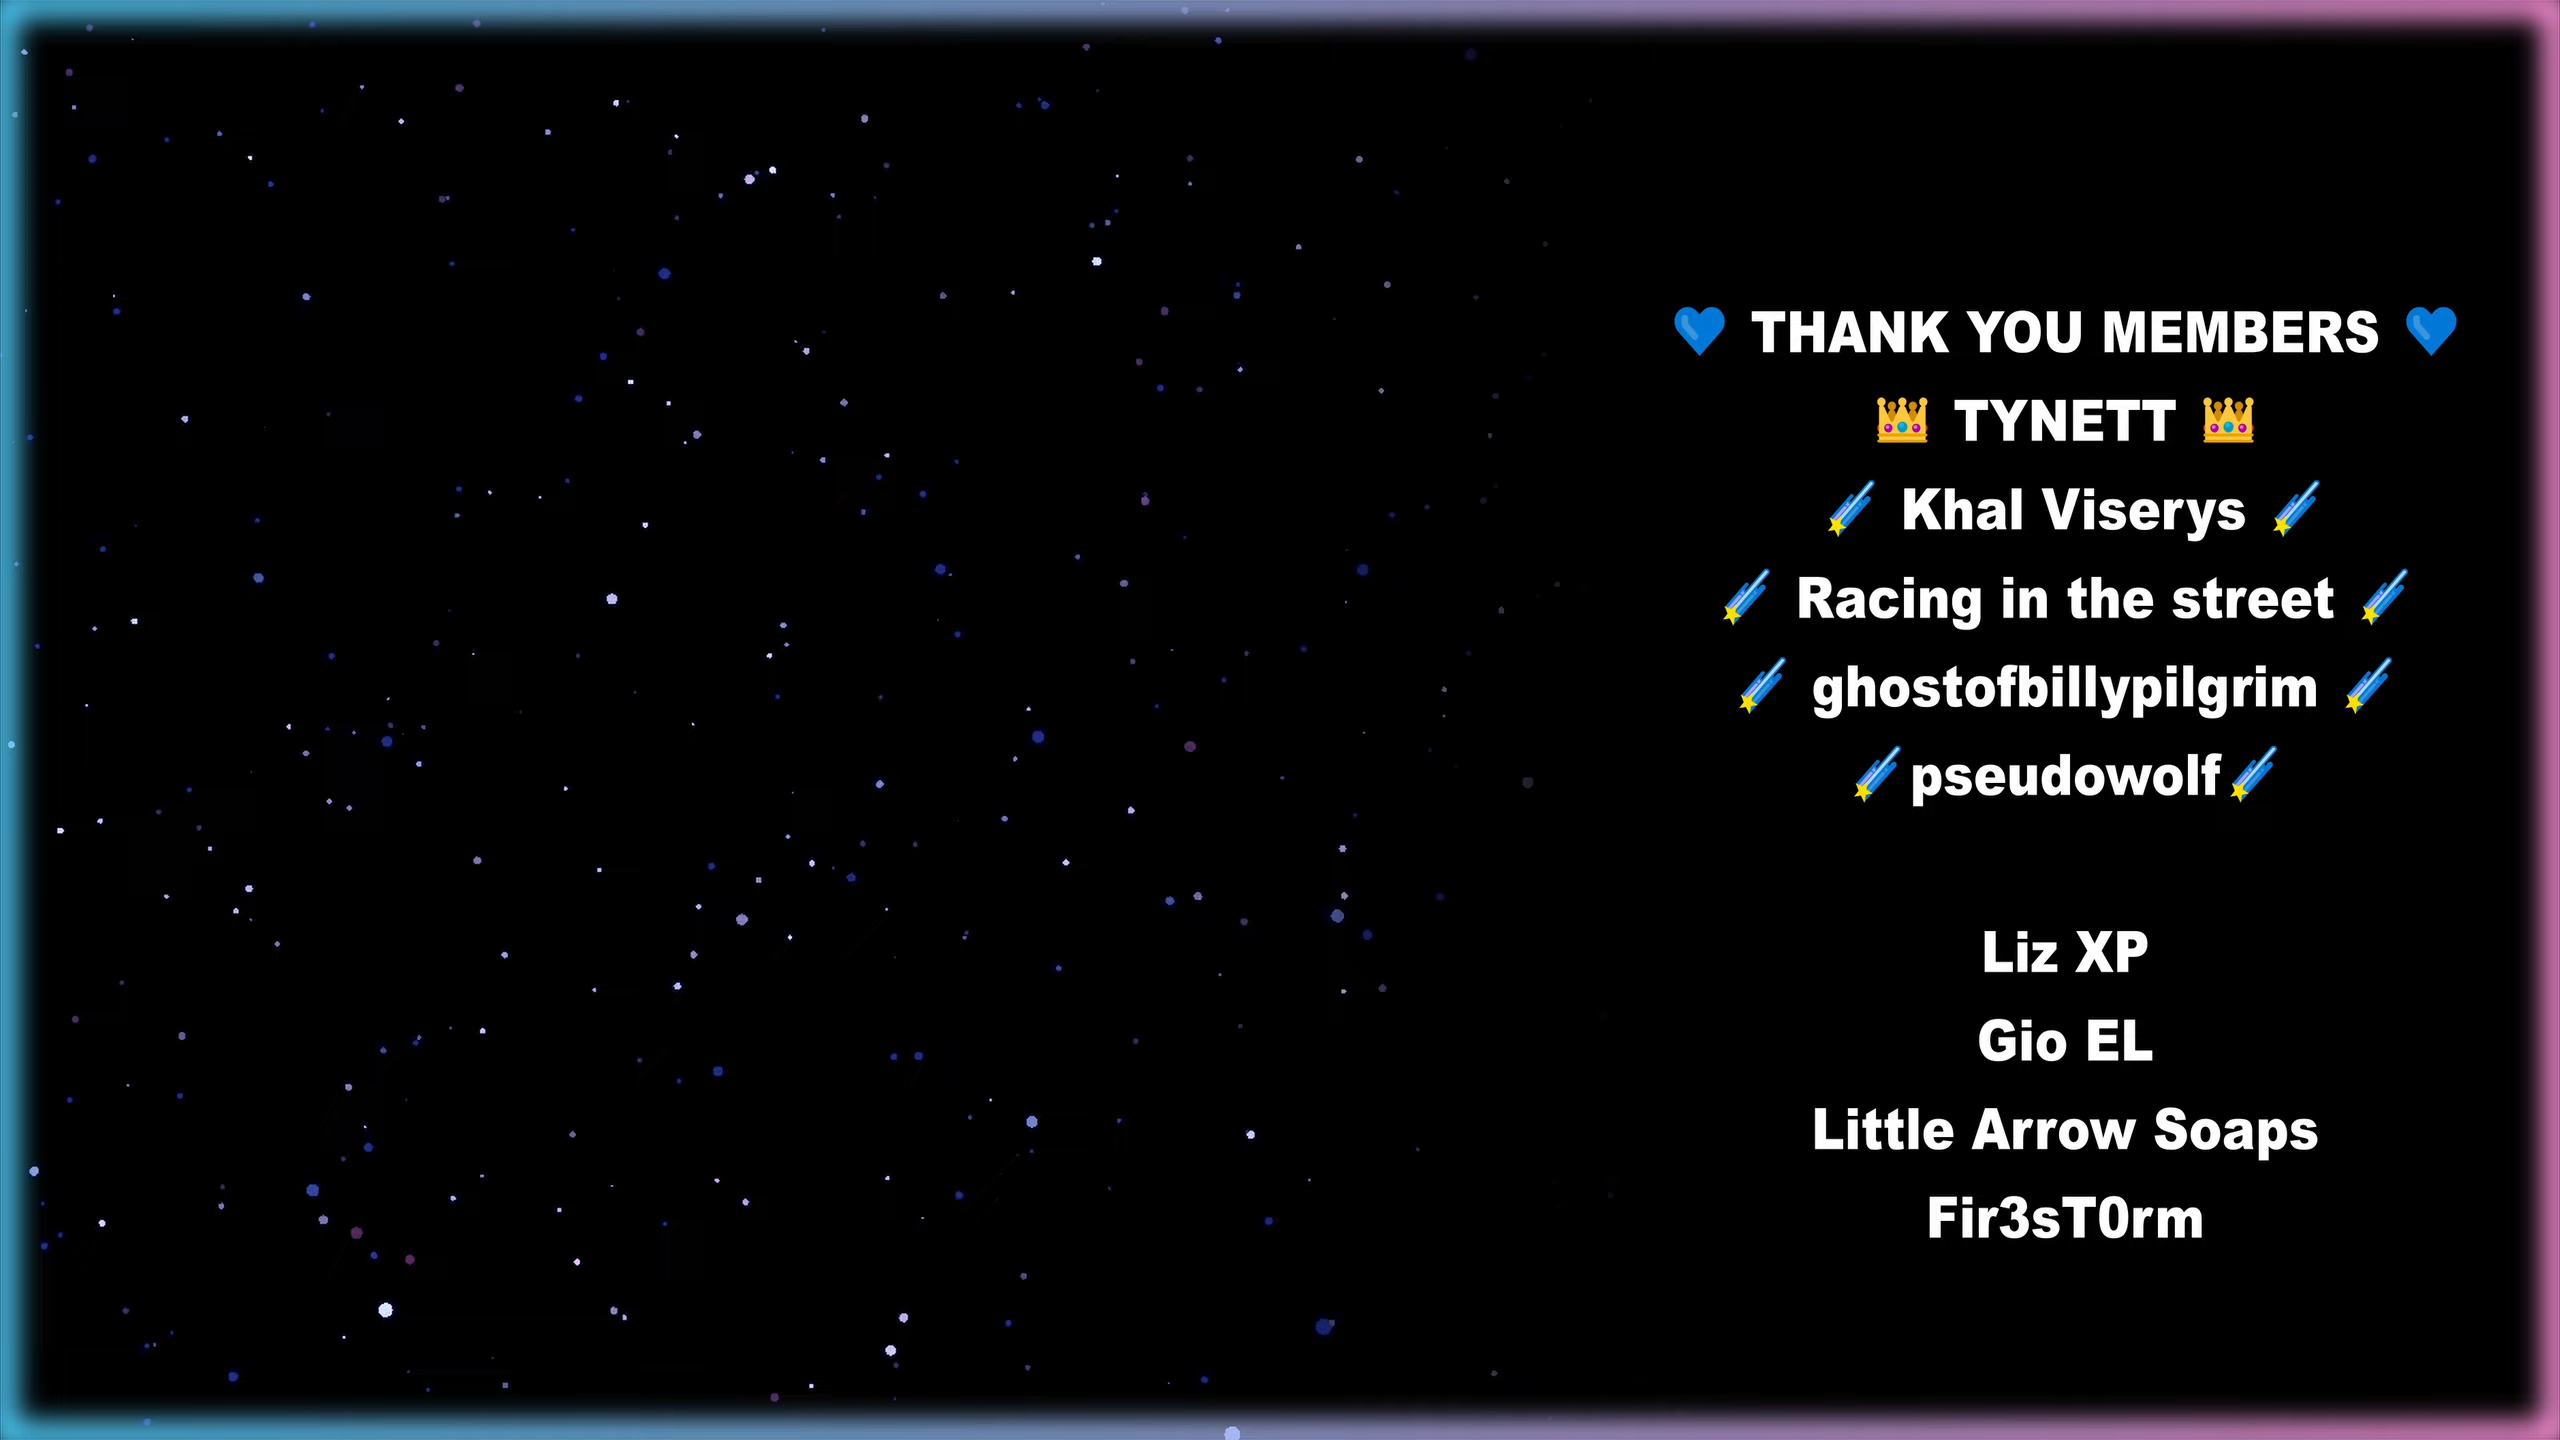 💙 THANK YOU MEMBERS 💙
👑 TYNETT 👑
☄️ Khal Viserys ☄️
☄️ Racing in the street ☄️
☄️ ghostofbillypilgrim ☄️
☄️pseudowolf☄️
Liz XP
Gio EL
Little Arrow Soaps
Fir3sT0rm